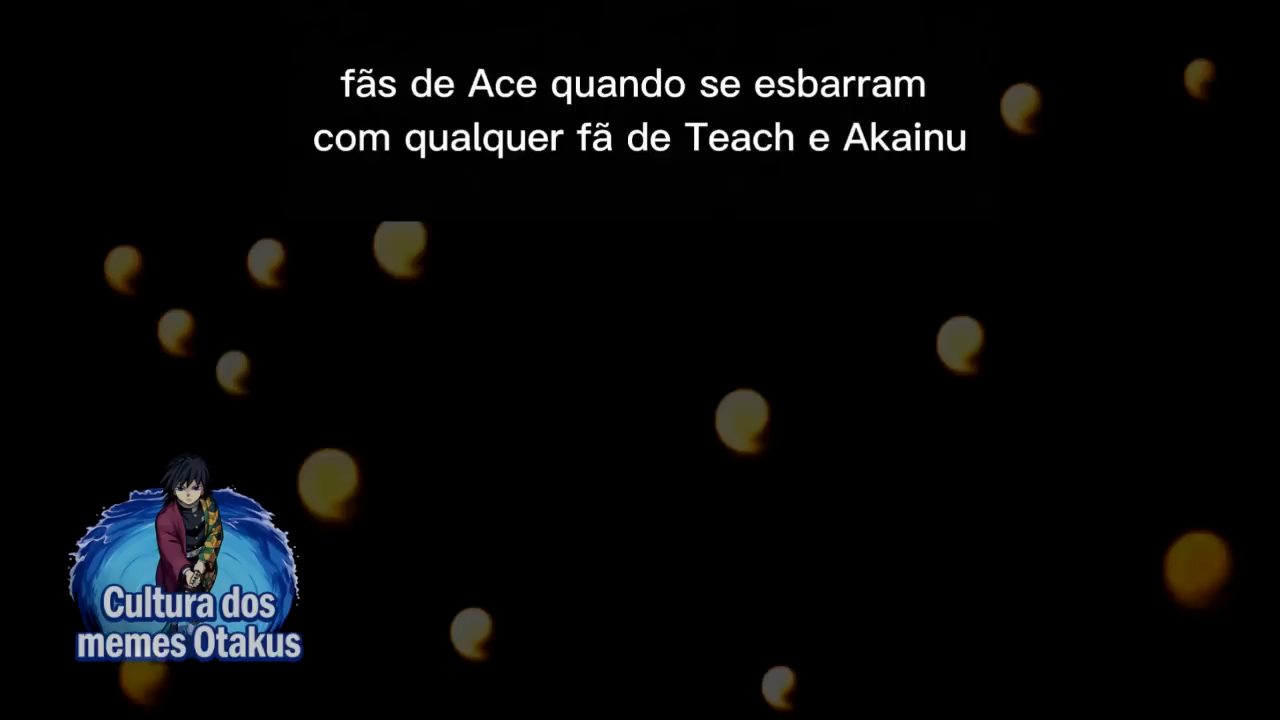 fãs de Ace quando se esbarram
com qualquer fã de Teach e Akainu
Cultura dos
memes Otakus